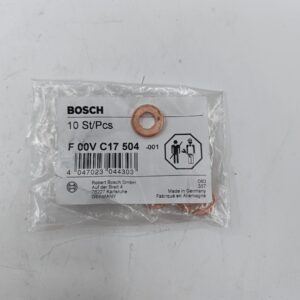 BOSCH
10 St/Pcs
F 00V C17 504 -001
4 047023 044303
Robert Bosch GmbH
Auf der Breit 4
76227 Karlsruhe
GERMANY
Made in Germany
Fabriqué en Allemagne